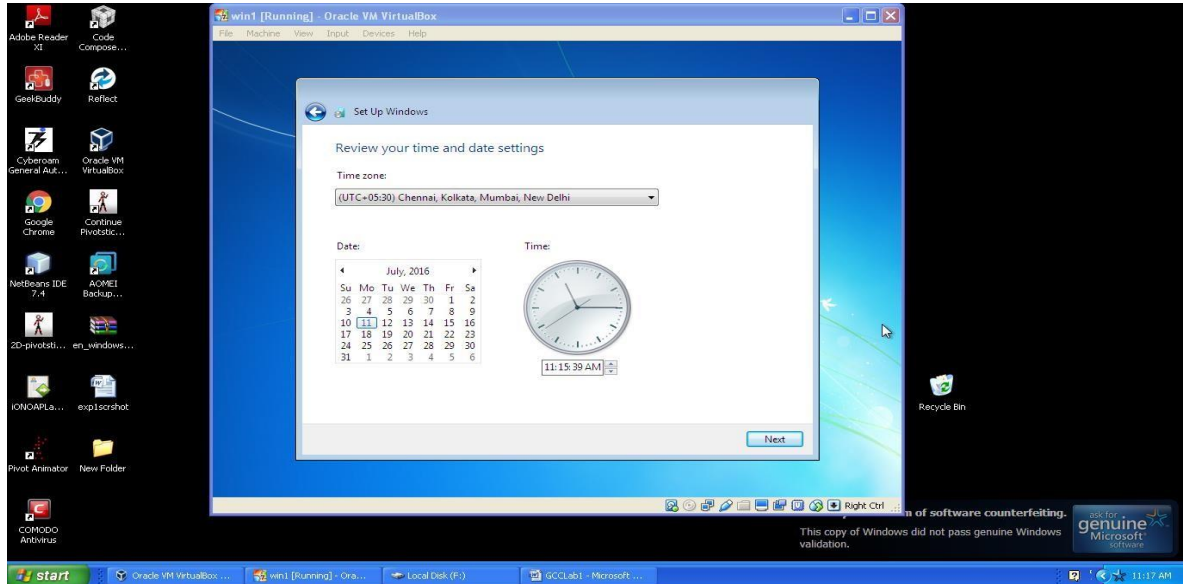 Adobe Reader
XI
Code
Compose...
GeekBuddy
Reflect
Cyberoam
General Aut...
Oracle VM
VirtualBox
Google
Chrome
Continue
Pivotstic...
NetBeans IDE
7.4
AOMEI
Backup...
2D-pivotsti...
en_windows...
iONOAPLa...
exp1scrshot
Pivot Animator
New Folder
COMODO
Antivirus
win1 [Running] - Oracle VM VirtualBox
File Machine View Input Devices Help
Set Up Windows
Review your time and date settings
Time zone:
(UTC+05:30) Chennai, Kolkata, Mumbai, New Delhi
Date:
July, 2016
Su Mo Tu We Th Fr Sa
26 27 28 29 30 1 2
3 4 5 6 7 8 9
10 11 12 13 14 15 16
17 18 19 20 21 22 23
24 25 26 27 28 29 30
31 1 2 3 4 5 6
Time:
11:15:39 AM
Next
Right Ctrl
Recycle Bin
of software counterfeiting.
This copy of Windows did not pass genuine Windows
validation.
ask for
genuine
Microsoft
software
start
Oracle VM VirtualBox ...
win1 [Running] - Ora...
Local Disk (F:)
GCCLab1 - Microsoft ...
11:17 AM